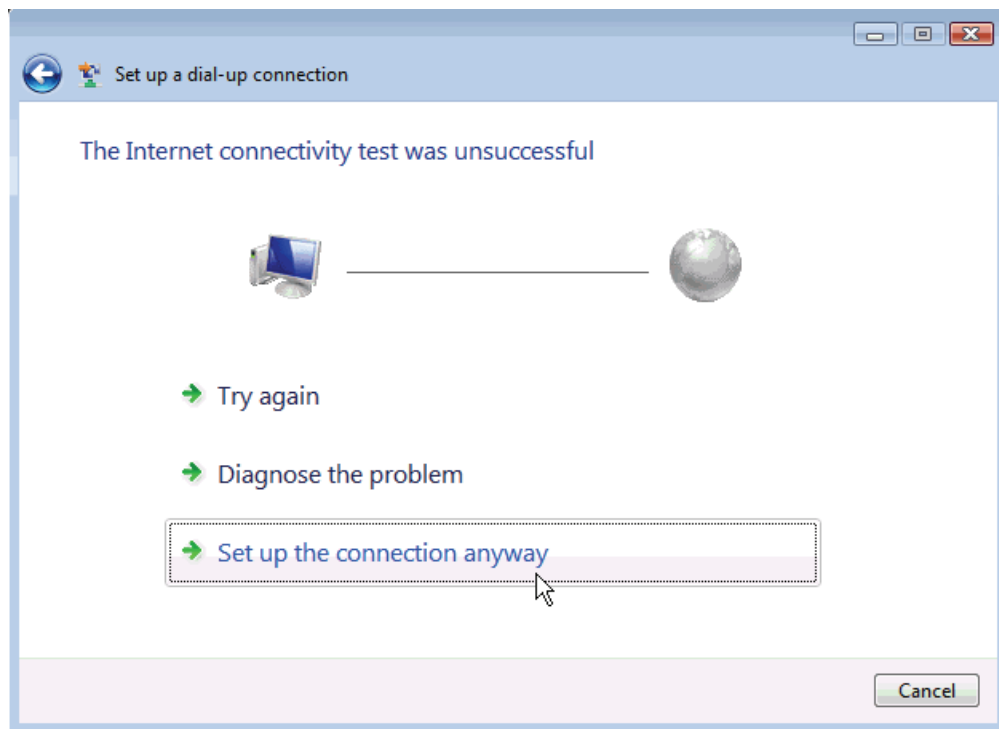 Set up a dial-up connection
The Internet connectivity test was unsuccessful
Try again
Diagnose the problem
Set up the connection anyway
Cancel